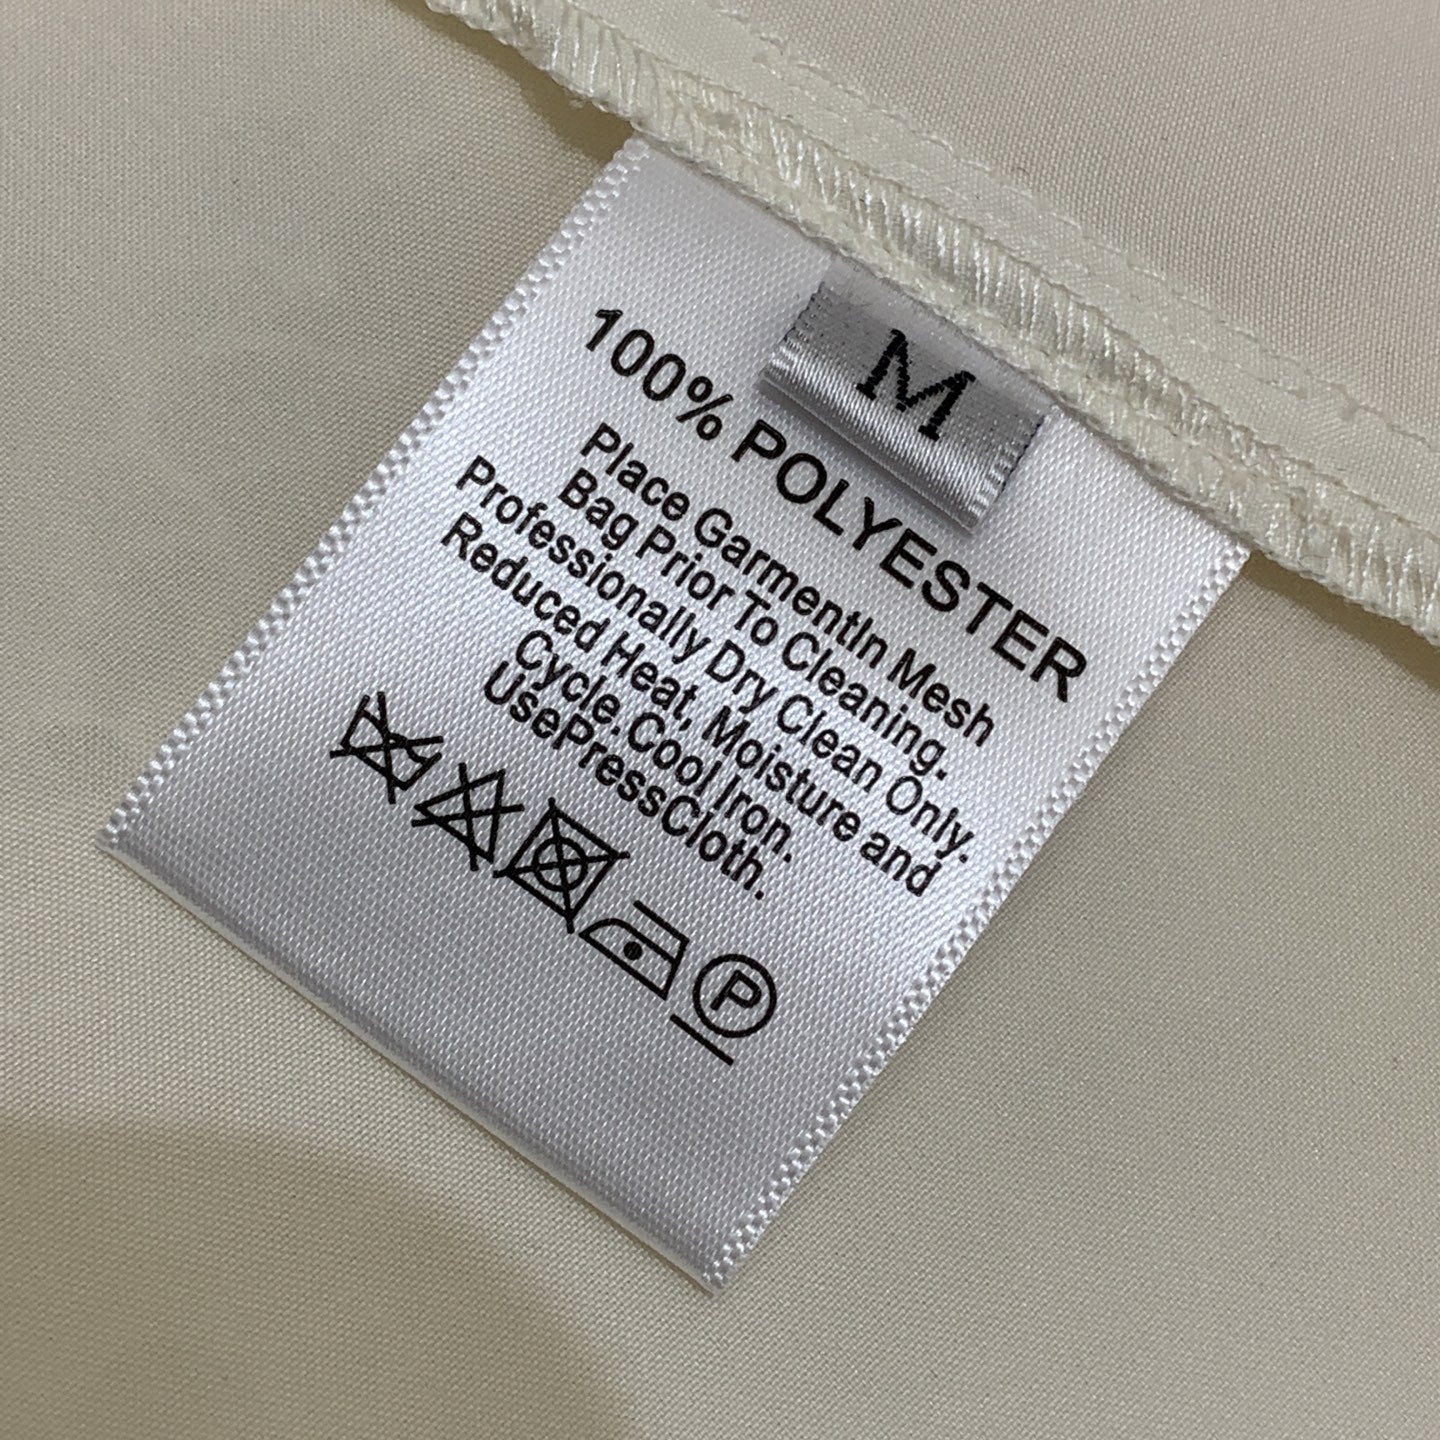 M
100% POLYESTER
Place GarmentIn Mesh
Bag Prior To Cleaning.
Professionally Dry Clean Only.
Reduced Heat, Moisture and
Cycle.Cool Iron.
UsePressCloth.
P